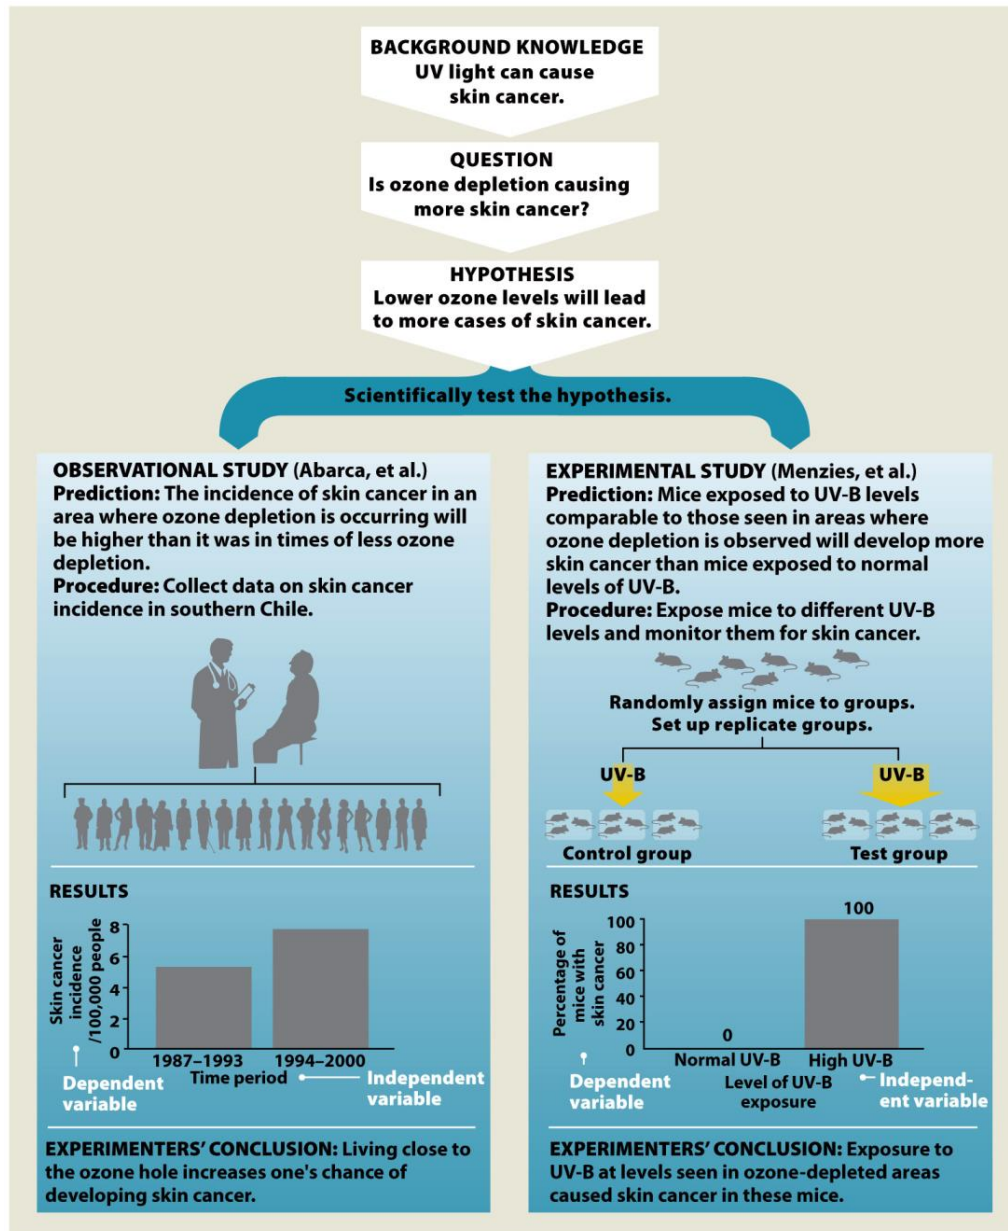 BACKGROUND KNOWLEDGE
UV light can cause
skin cancer.
QUESTION
Is ozone depletion causing
more skin cancer?
HYPOTHESIS
Lower ozone levels will lead
to more cases of skin cancer.
Scientifically test the hypothesis.
OBSERVATIONAL STUDY (Abarca, et al.)
Prediction: The incidence of skin cancer in an
area where ozone depletion is occurring will
be higher than it was in times of less ozone
depletion.
Procedure: Collect data on skin cancer
incidence in southern Chile.
RESULTS
Skin cancer
incidence
/100,000 people
8
6
4
2
0
1987–1993
1994–2000
Time period
Dependent
variable
Independent
variable
EXPERIMENTERS' CONCLUSION: Living close to
the ozone hole increases one's chance of
developing skin cancer.
EXPERIMENTAL STUDY (Menzies, et al.)
Prediction: Mice exposed to UV-B levels
comparable to those seen in areas where
ozone depletion is observed will develop more
skin cancer than mice exposed to normal
levels of UV-B.
Procedure: Expose mice to different UV-B
levels and monitor them for skin cancer.
Randomly assign mice to groups.
Set up replicate groups.
UV-B
UV-B
Control group
Test group
RESULTS
Percentage of
mice with
skin cancer
100
80
60
40
20
0
0
100
Normal UV-B
High UV-B
Level of UV-B
exposure
Dependent
variable
Independ-
ent variable
EXPERIMENTERS' CONCLUSION: Exposure to
UV-B at levels seen in ozone-depleted areas
caused skin cancer in these mice.